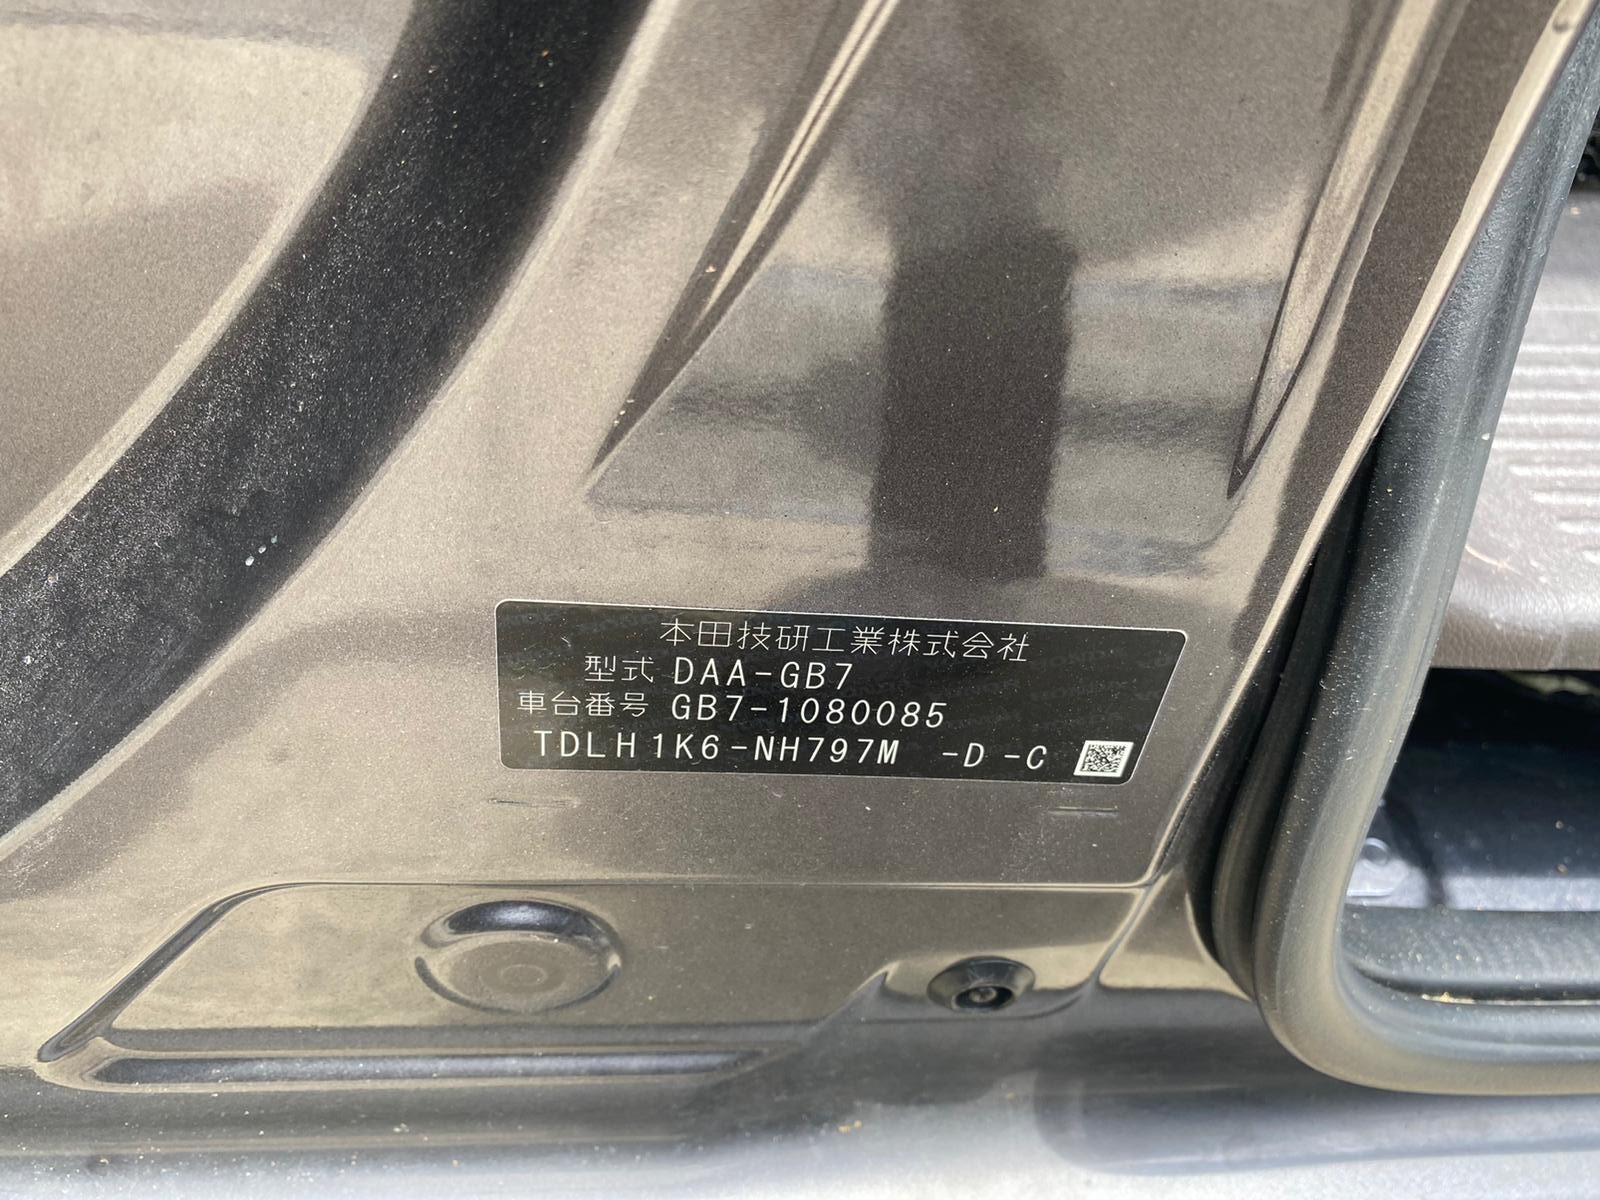 本田技研工業株式会社
型式 DAA-GB7
車台番号 GB7-1080085
TDLH1K6-NH797M -D-C